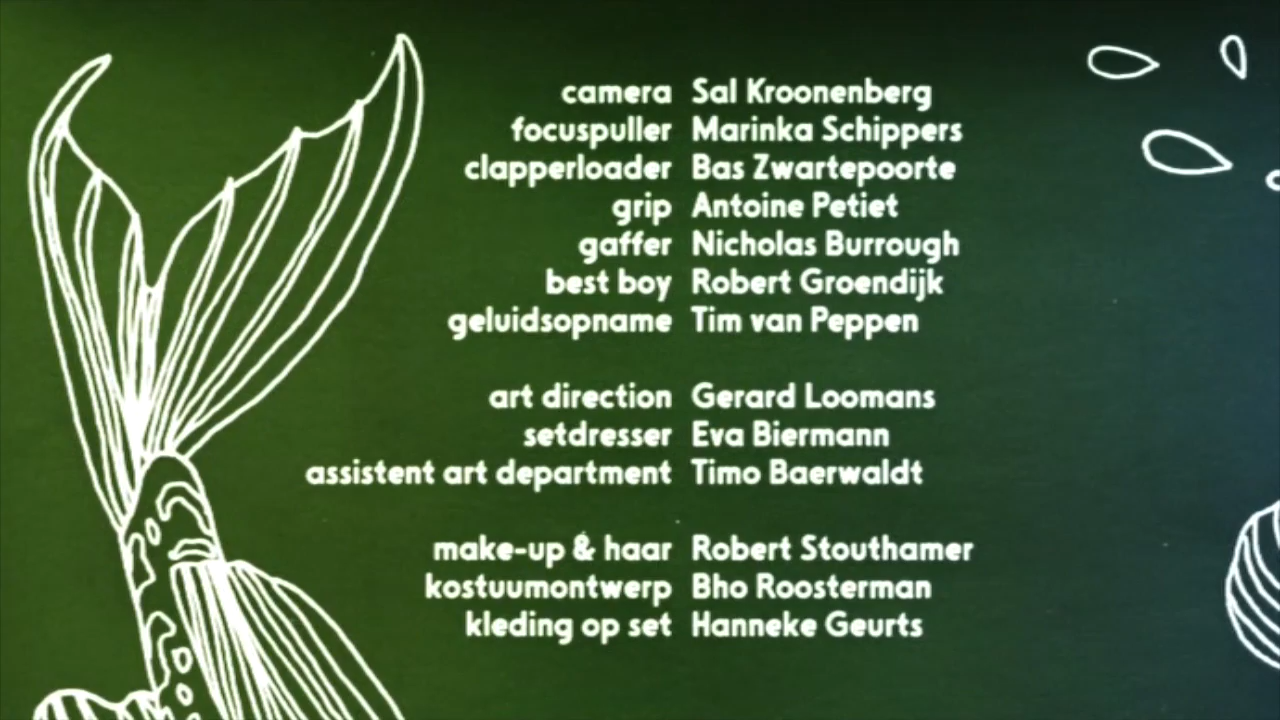 camera Sal Kroonenberg
focuspuller Marinka Schippers
clapperloader Bas Zwartepoorte
grip Antoine Petiet
gaffer Nicholas Burrough
best boy Robert Groendijk
geluidsopname Tim van Peppen
art direction Gerard Loomans
setdresser Eva Biermann
assistent art department Timo Baerwaldt
make-up & haar Robert Stouthamer
kostuumontwerp Bho Roosterman
kleding op set Hanneke Geurts